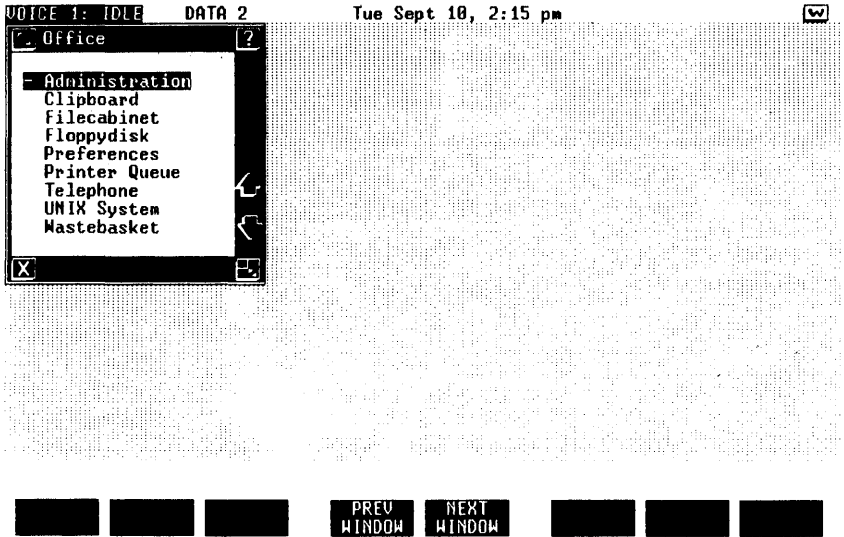 VOICE 1: IDLE DATA 2 Tue Sept 10, 2:15 pm W
Office ?
- Administration
Clipboard
Filecabinet
Floppydisk
Preferences
Printer Queue
Telephone
UNIX System
Wastebasket
X
PREV WINDOW
NEXT WINDOW